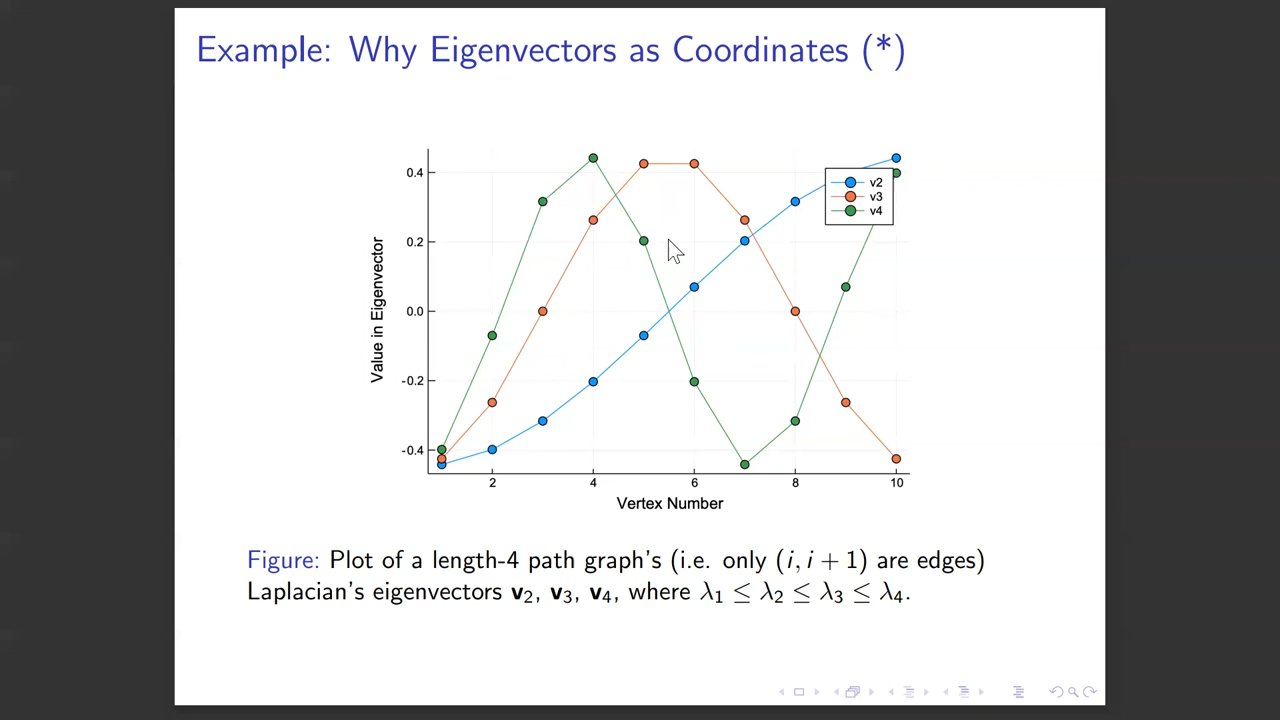 Example: Why Eigenvectors as Coordinates (*)
0.4
0.2
0.0
-0.2
-0.4
Value in Eigenvector
v2
v3
v4
2 4 6 8 10
Vertex Number
Figure: Plot of a length-4 path graph's (i.e. only (i, i + 1) are edges)
Laplacian's eigenvectors v₂, v₃, v₄, where λ₁ ≤ λ₂ ≤ λ₃ ≤ λ₄.